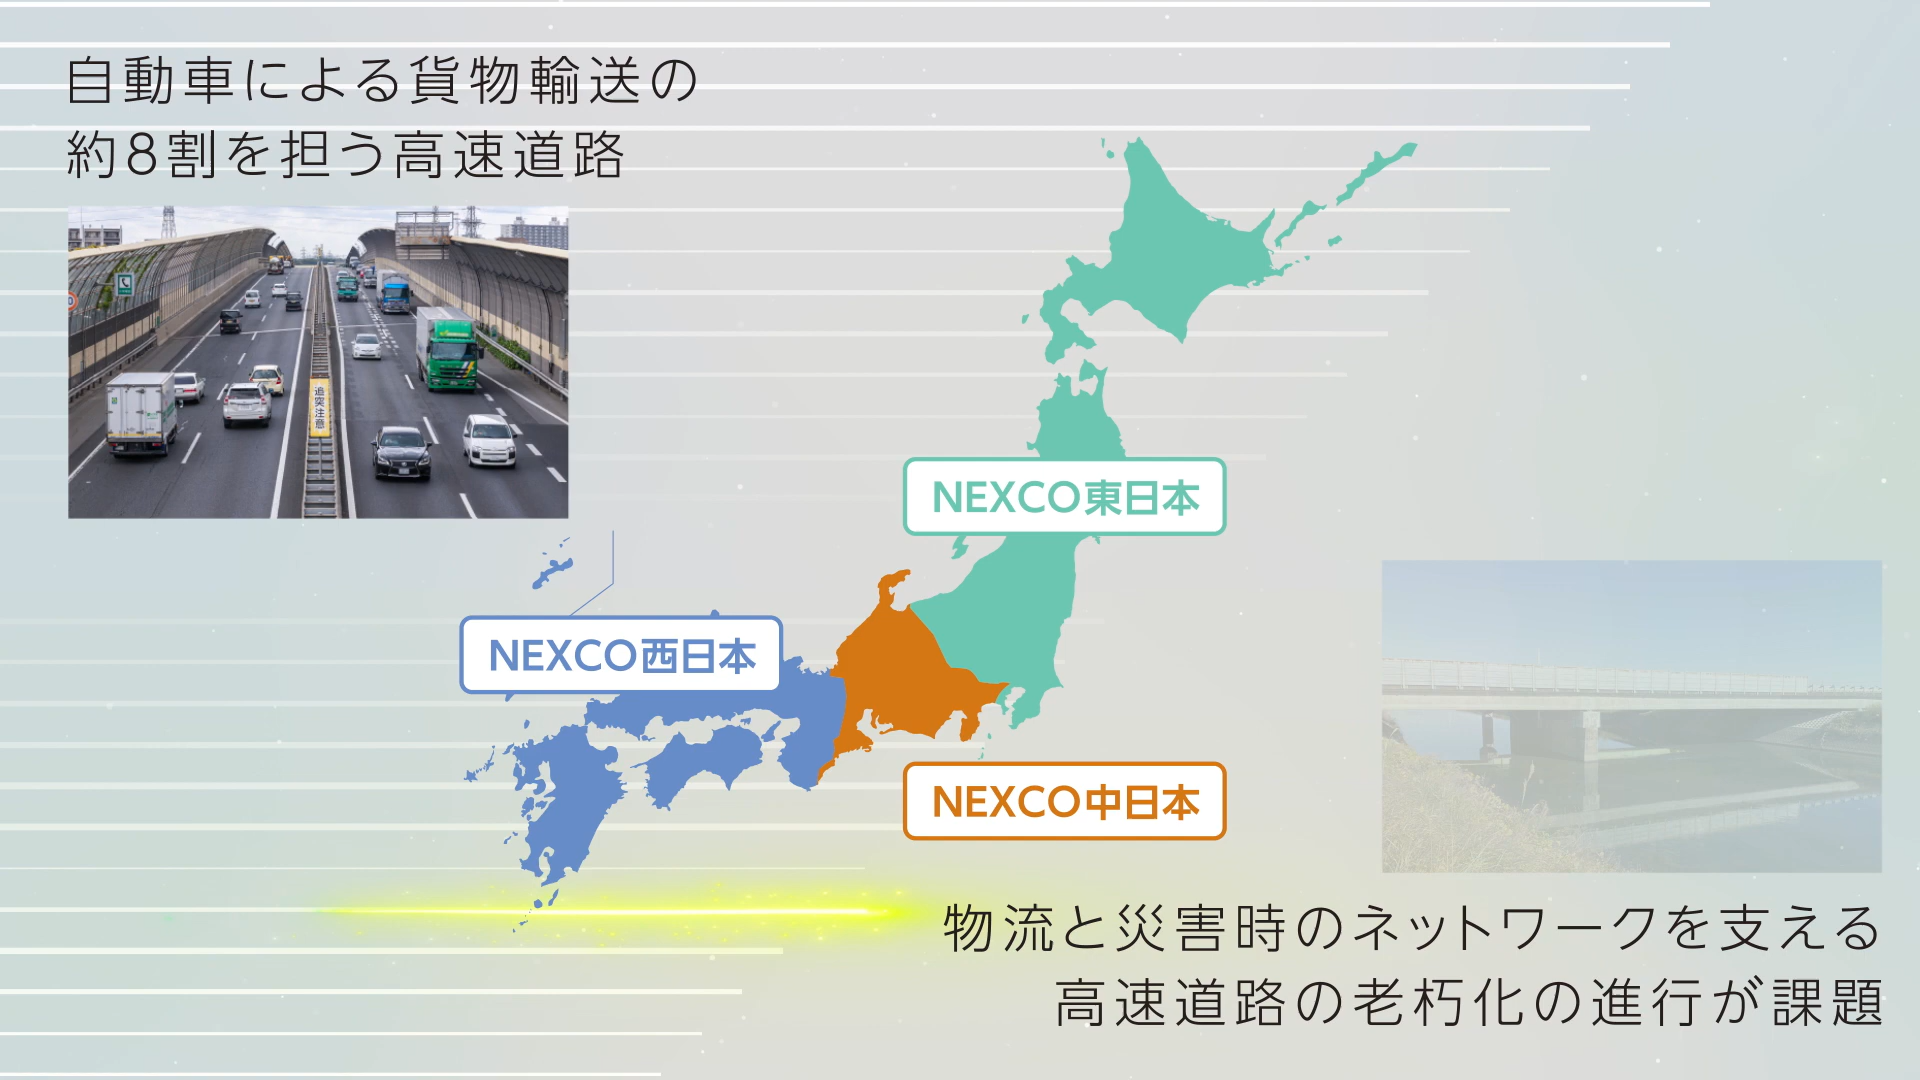 自動車による貨物輸送の
約8割を担う高速道路
追突注意
NEXCO東日本
NEXCO西日本
NEXCO中日本
物流と災害時のネットワークを支える
高速道路の老朽化の進行が課題